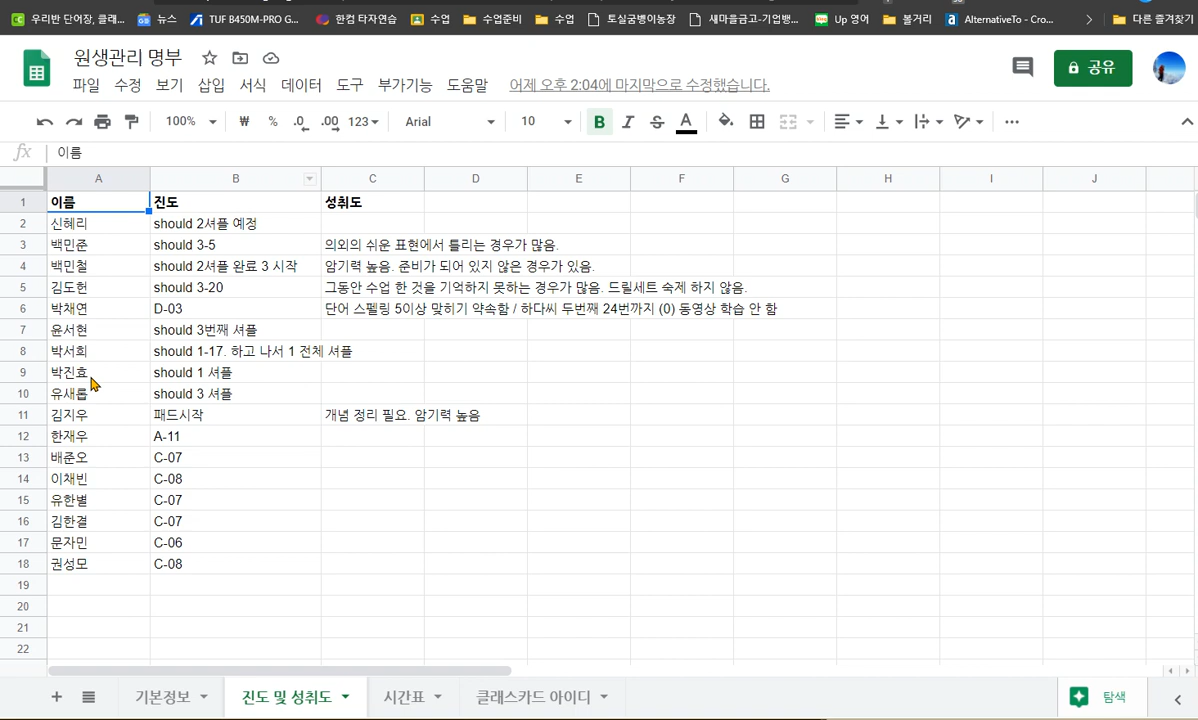 우리반 단어장, 클래... 뉴스 TUF B450M-PRO G... 한컴 타자연습 수업 수업준비 수업 토실굼벵이농장 새마을금고-기업뱅... Up 영어 볼거리 AlternativeTo - Cro... 다른 즐겨찾기
원생관리 명부
공유
파일 수정 보기 삽입 서식 데이터 도구 부가기능 도움말 어제 오후 2:04에 마지막으로 수정했습니다.
100% ₩ % .0 .00 123 Arial 10 B I S A ...
fx 이름
A B C D E F G H I J
1 이름 진도 성취도
2 신혜리 should 2셔플 예정
3 백민준 should 3-5 의외의 쉬운 표현에서 틀리는 경우가 많음.
4 백민철 should 2셔플 완료 3 시작 암기력 높음. 준비가 되어 있지 않은 경우가 있음.
5 김도헌 should 3-20 그동안 수업 한 것을 기억하지 못하는 경우가 많음. 드릴세트 숙제 하지 않음.
6 박채연 D-03 단어 스펠링 5이상 맞히기 약속함 / 하다씨 두번째 24번까지 (0) 동영상 학습 안 함
7 윤서현 should 3번째 셔플
8 박서희 should 1-17. 하고 나서 1 전체 셔플
9 박진효 should 1 셔플
10 유새롭 should 3 셔플
11 김지우 패드시작 개념 정리 필요. 암기력 높음
12 한재우 A-11
13 배준오 C-07
14 이채빈 C-08
15 유한별 C-07
16 김한결 C-07
17 문자민 C-06
18 권성모 C-08
19
20
21
22
기본정보 진도 및 성취도 시간표 클래스카드 아이디 탐색